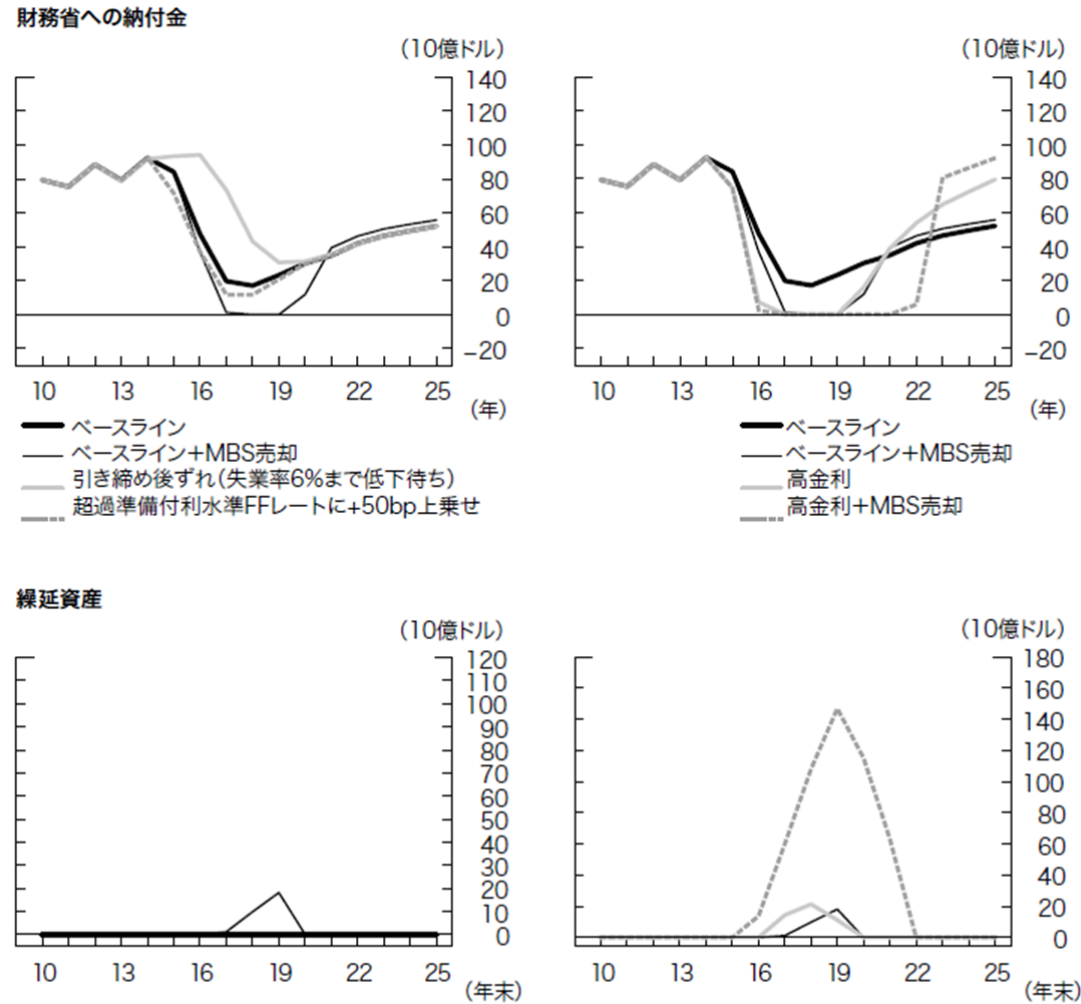 財務省への納付金
（10億ドル）
140
120
100
80
60
40
20
0
−20
10 13 16 19 22 25
（年）
ベースライン
ベースライン+MBS売却
引き締め後ずれ（失業率6%まで低下待ち）
超過準備付利水準FFレートに+50bp上乗せ
（10億ドル）
140
120
100
80
60
40
20
0
−20
10 13 16 19 22 25
（年）
ベースライン
ベースライン+MBS売却
高金利
高金利+MBS売却
繰延資産
（10億ドル）
120
110
100
90
80
70
60
50
40
30
20
10
0
10 13 16 19 22 25
（年末）
（10億ドル）
180
160
140
120
100
80
60
40
20
0
10 13 16 19 22 25
（年末）